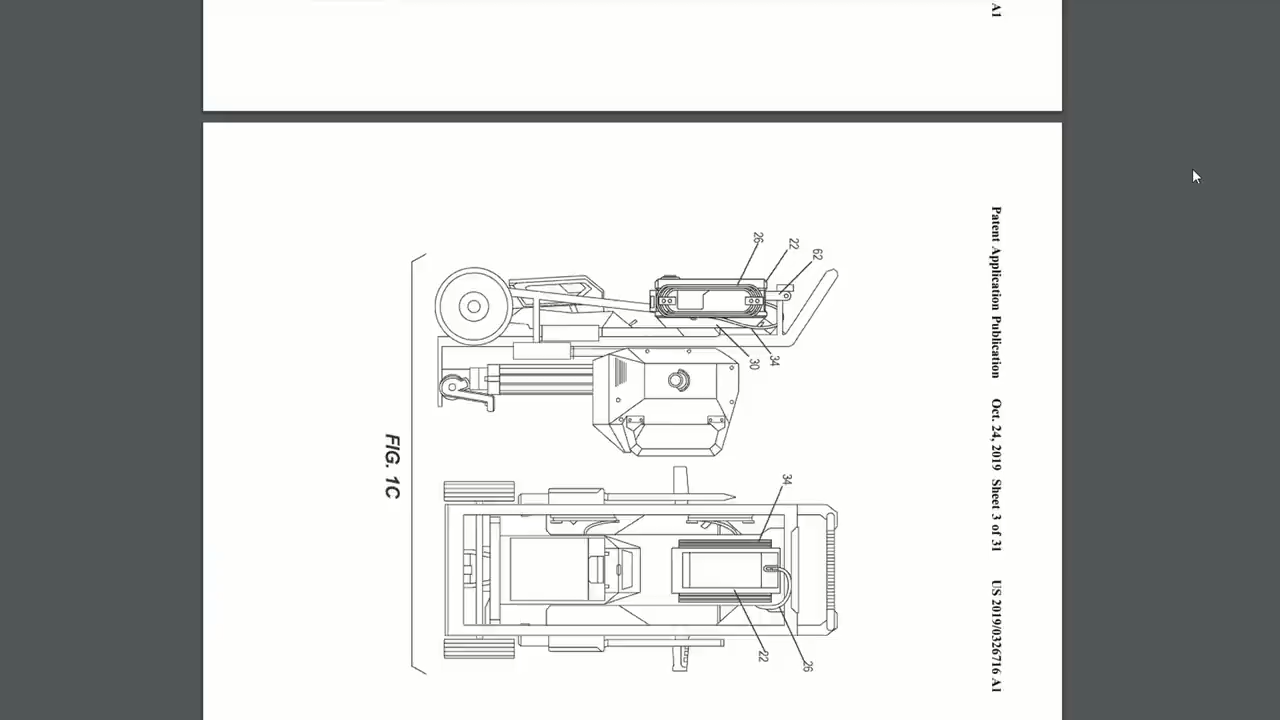 A1
Patent Application Publication Oct. 24, 2019 Sheet 3 of 31 US 2019/0326716 A1
26
22
62
34
30
34
22
26
FIG. 1C